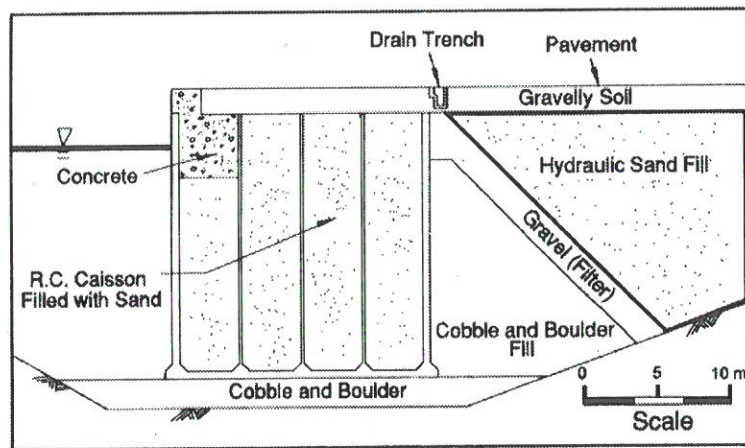 Drain Trench
Pavement
Gravelly Soil
Concrete
Hydraulic Sand Fill
R.C. Caisson
Filled with Sand
Gravel (Filter)
Cobble and Boulder
Fill
Cobble and Boulder
0 5 10 m
Scale